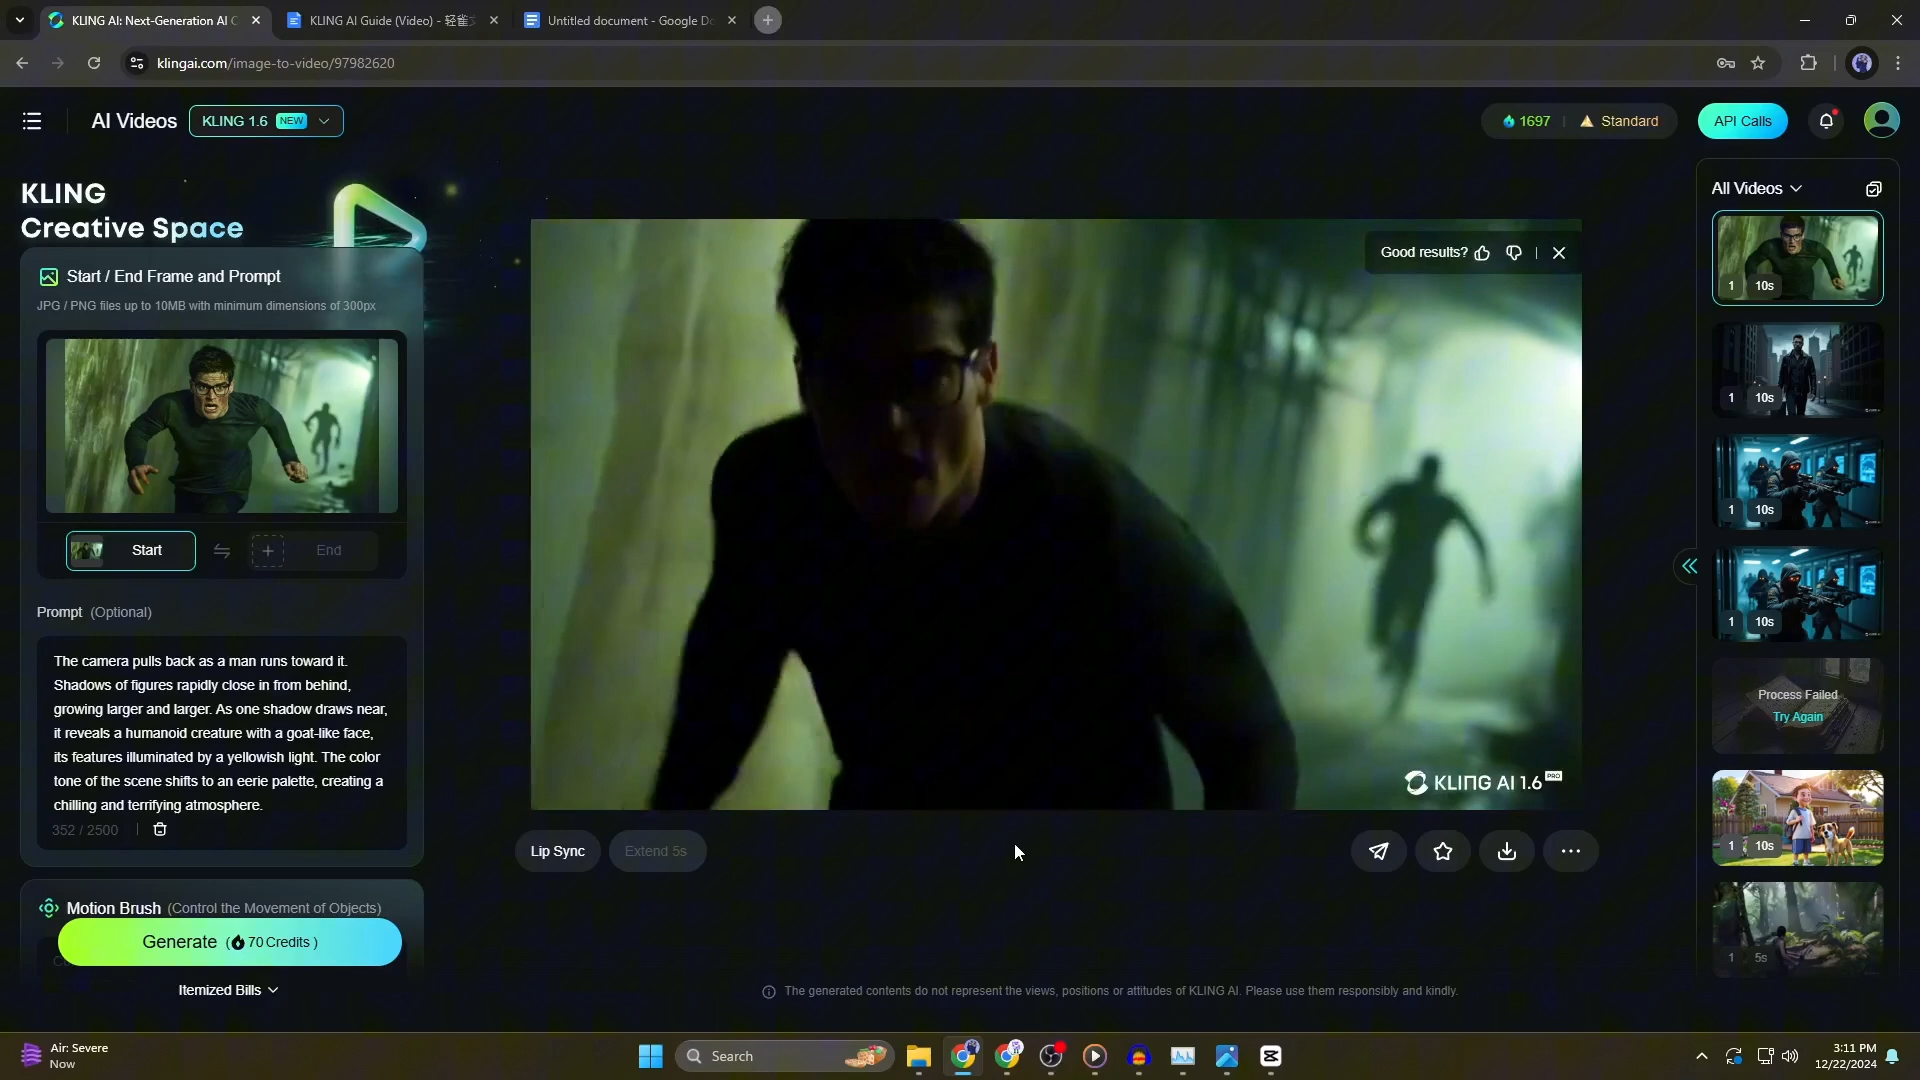 KLING AI: Next-Generation AI C
KLING AI Guide (Video) - 轻雀文
Untitled document - Google Do
klingai.com/image-to-video/97982620
AI Videos
KLING 1.6 NEW
1697
Standard
API Calls
KLING
Creative Space
Start / End Frame and Prompt
JPG / PNG files up to 10MB with minimum dimensions of 300px
Start
End
Prompt (Optional)
The camera pulls back as a man runs toward it.
Shadows of figures rapidly close in from behind,
growing larger and larger. As one shadow draws near,
it reveals a humanoid creature with a goat-like face,
its features illuminated by a yellowish light. The color
tone of the scene shifts to an eerie palette, creating a
chilling and terrifying atmosphere.
352 / 2500
Motion Brush (Control the Movement of Objects)
Generate ( 70 Credits )
Itemized Bills
Good results?
KLING AI 1.6 PRO
Lip Sync
Extend 5s
The generated contents do not represent the views, positions or attitudes of KLING AI. Please use them responsibly and kindly.
All Videos
1 10s
1 10s
1 10s
1 10s
Process Failed
Try Again
1 10s
1 5s
Air: Severe
Now
Search
3:11 PM
12/22/2024